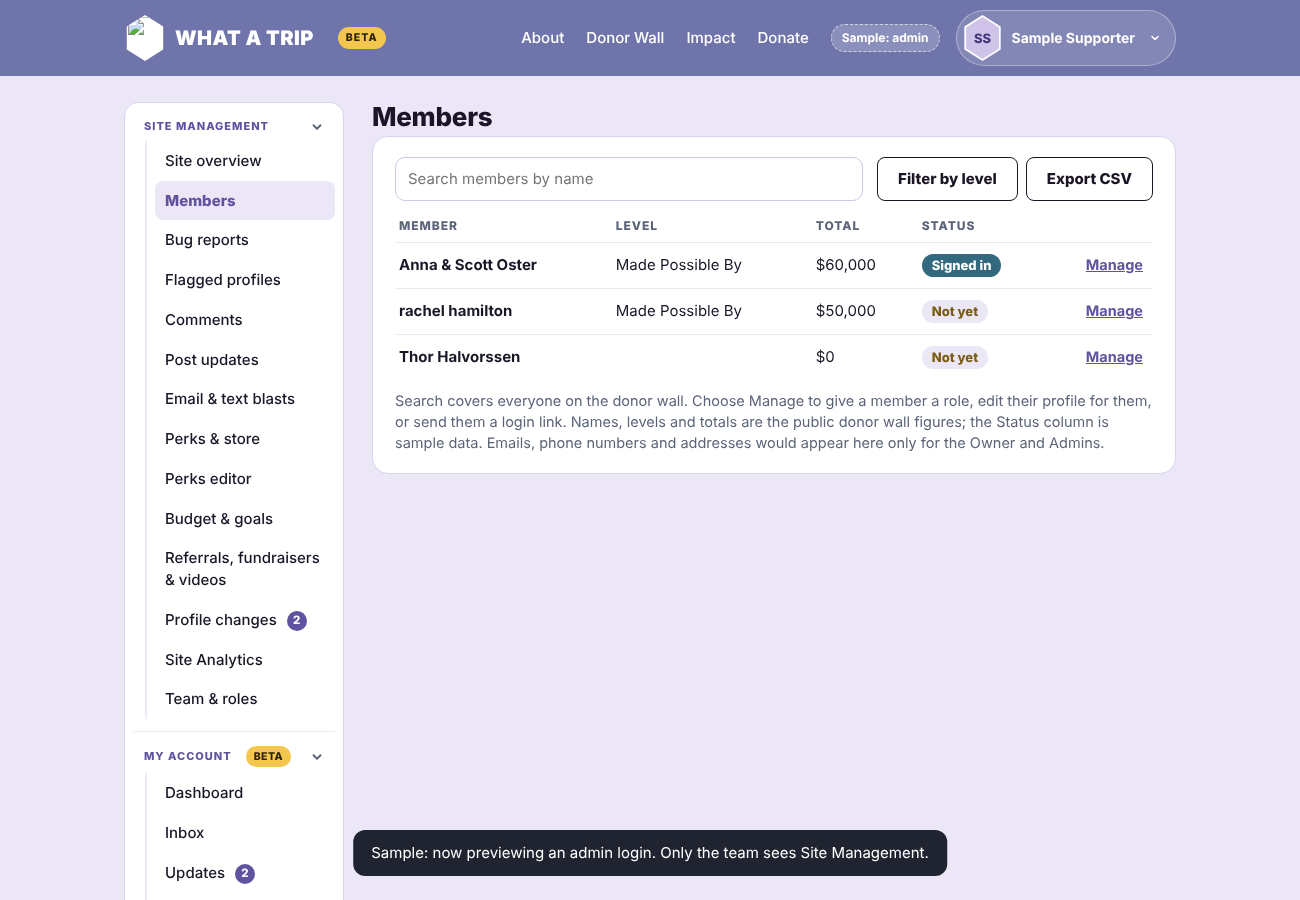 WHAT A TRIP BETA About Donor Wall Impact Donate Sample: admin SS Sample Supporter
SITE MANAGEMENT
Site overview
Members
Bug reports
Flagged profiles
Comments
Post updates
Email & text blasts
Perks & store
Perks editor
Budget & goals
Referrals, fundraisers
& videos
Profile changes 2
Site Analytics
Team & roles
MY ACCOUNT BETA
Dashboard
Inbox
Updates 2
Members
Search members by name Filter by level Export CSV
MEMBER LEVEL TOTAL STATUS
Anna & Scott Oster Made Possible By $60,000 Signed in Manage
rachel hamilton Made Possible By $50,000 Not yet Manage
Thor Halvorssen $0 Not yet Manage
Search covers everyone on the donor wall. Choose Manage to give a member a role, edit their profile for them,
or send them a login link. Names, levels and totals are the public donor wall figures; the Status column is
sample data. Emails, phone numbers and addresses would appear here only for the Owner and Admins.
Sample: now previewing an admin login. Only the team sees Site Management.